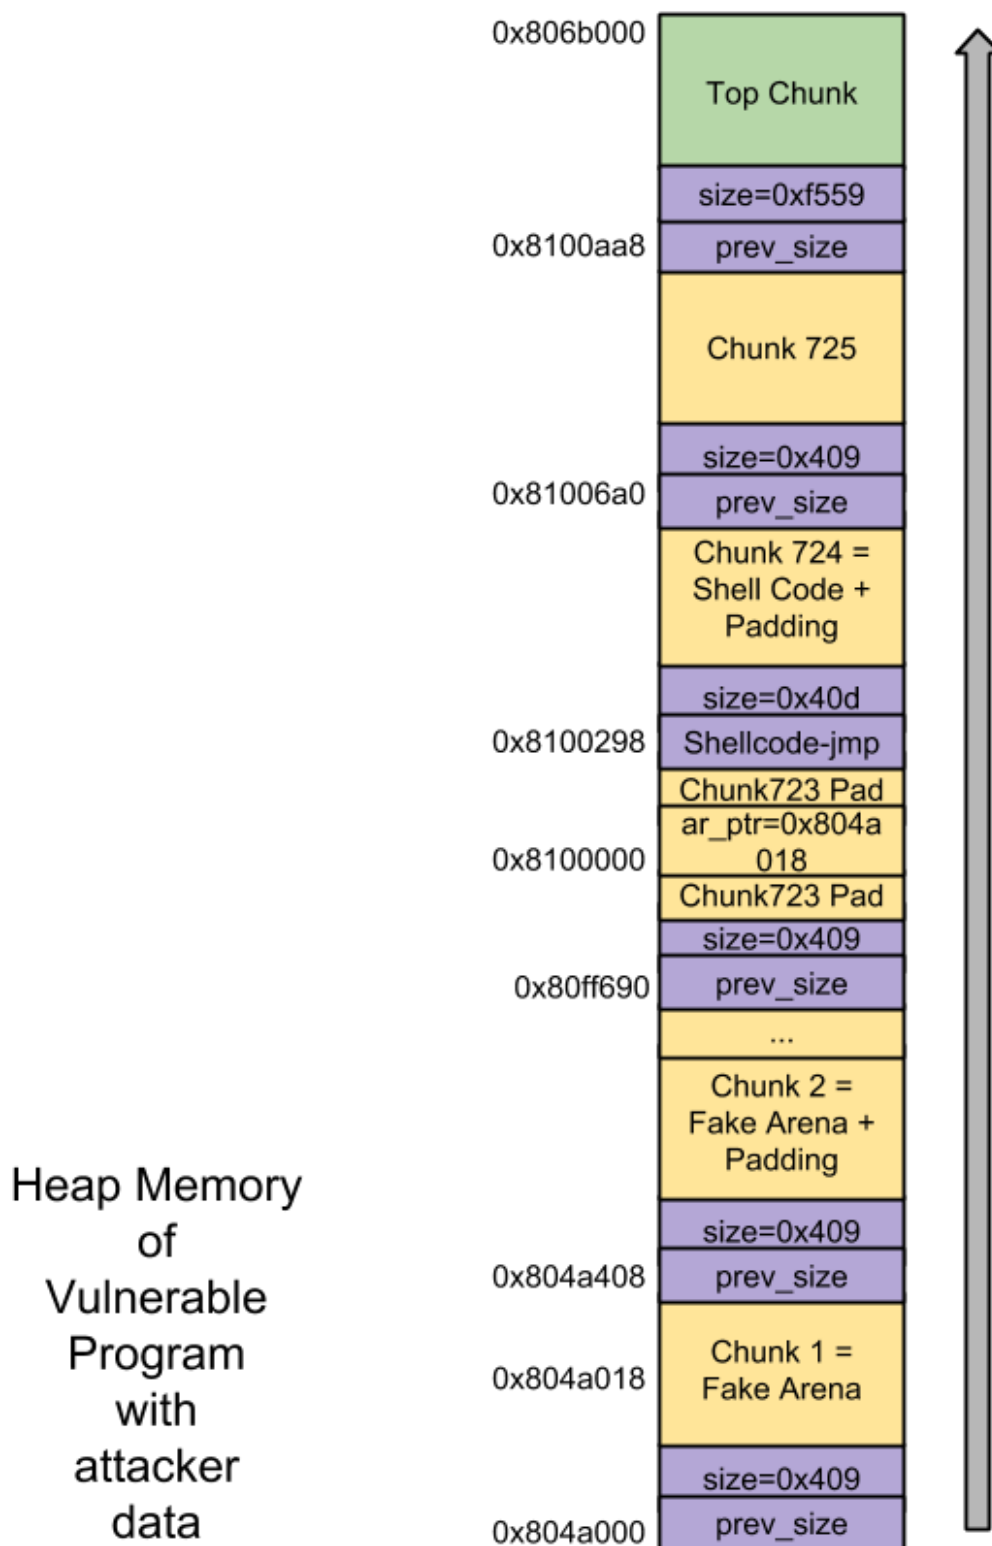 0x806b000
Top Chunk
size=0xf559
0x8100aa8
prev_size
Chunk 725
size=0x409
0x81006a0
prev_size
Chunk 724 =
Shell Code +
Padding
size=0x40d
0x8100298
Shellcode-jmp
Chunk723 Pad
ar_ptr=0x804a
018
0x8100000
Chunk723 Pad
size=0x409
0x80ff690
prev_size
...
Chunk 2 =
Fake Arena +
Padding
size=0x409
0x804a408
prev_size
Chunk 1 =
Fake Arena
0x804a018
size=0x409
0x804a000
prev_size
Heap Memory
of
Vulnerable
Program
with
attacker
data